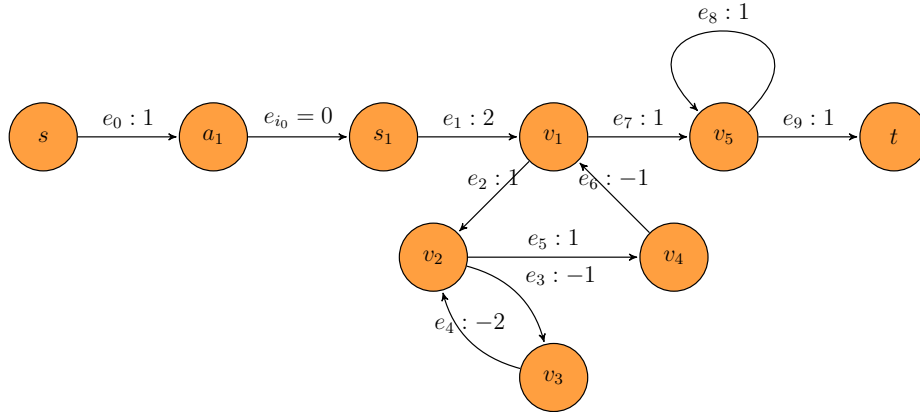 e₈ : 1
s
e₀ : 1
a₁
e_{i₀} = 0
s₁
e₁ : 2
v₁
e₇ : 1
v₅
e₉ : 1
t
e₂ : 1
e₆ : −1
v₂
e₅ : 1
v₄
e₃ : −1
e₄ : −2
v₃